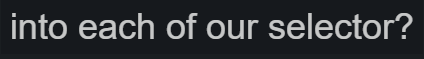 into each of our selector?